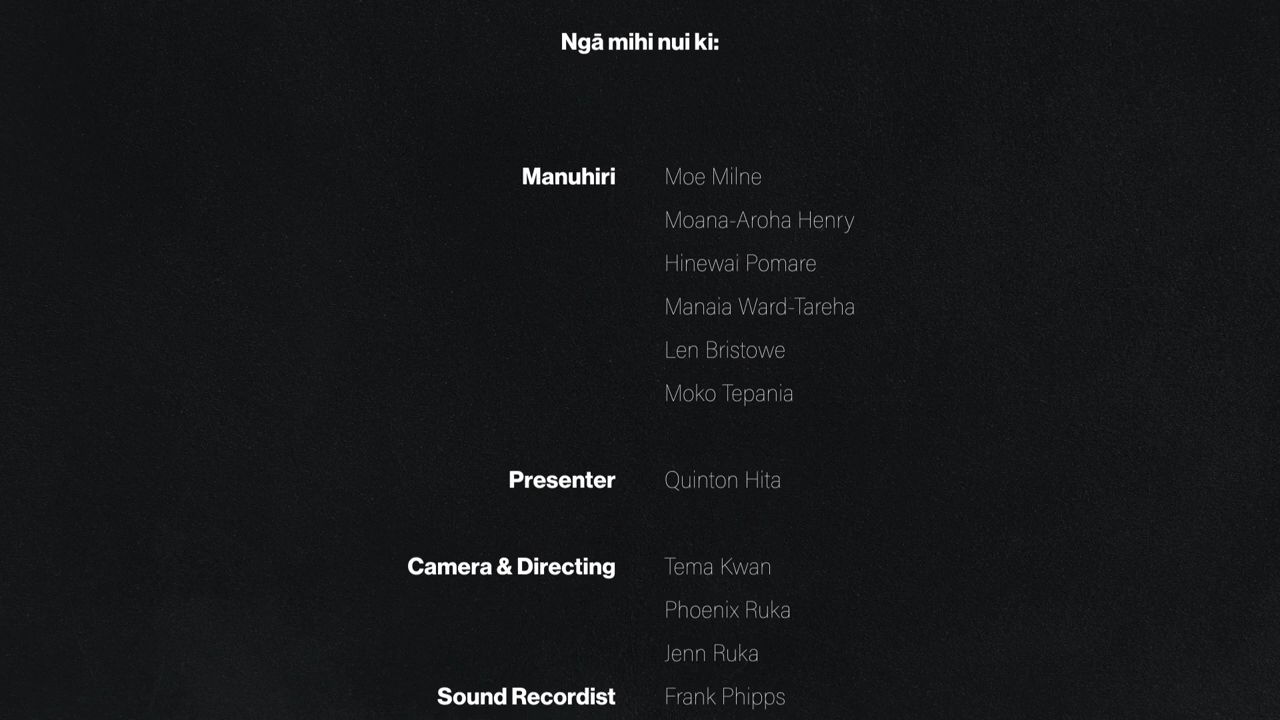 Ngā mihi nui ki:
Manuhiri Moe Milne
Moana-Aroha Henry
Hinewai Pomare
Manaia Ward-Tareha
Len Bristowe
Moko Tepania
Presenter Quinton Hita
Camera & Directing Tema Kwan
Phoenix Ruka
Jenn Ruka
Sound Recordist Frank Phipps